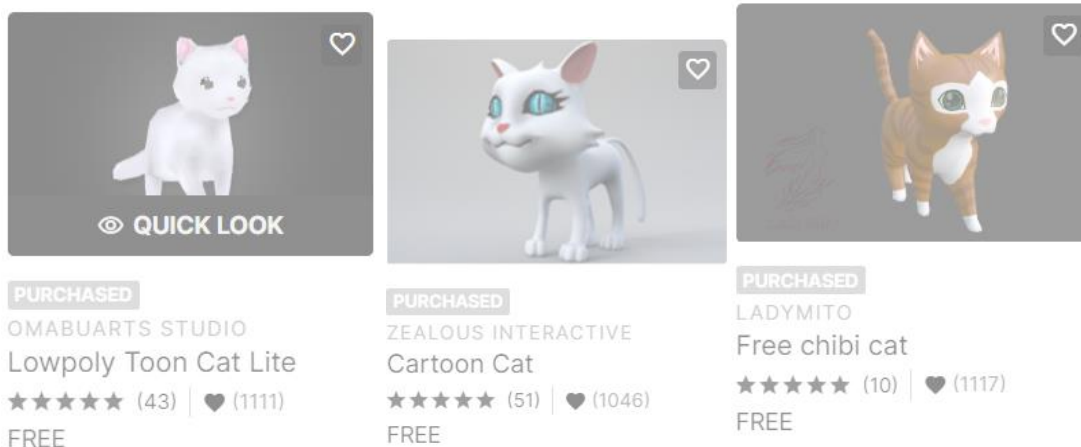 QUICK LOOK
PURCHASED
OMABUARTS STUDIO
Lowpoly Toon Cat Lite
(43) (1111)
FREE
PURCHASED
ZEALOUS INTERACTIVE
Cartoon Cat
(51) (1046)
FREE
PURCHASED
LADYMITO
Free chibi cat
(10) (1117)
FREE